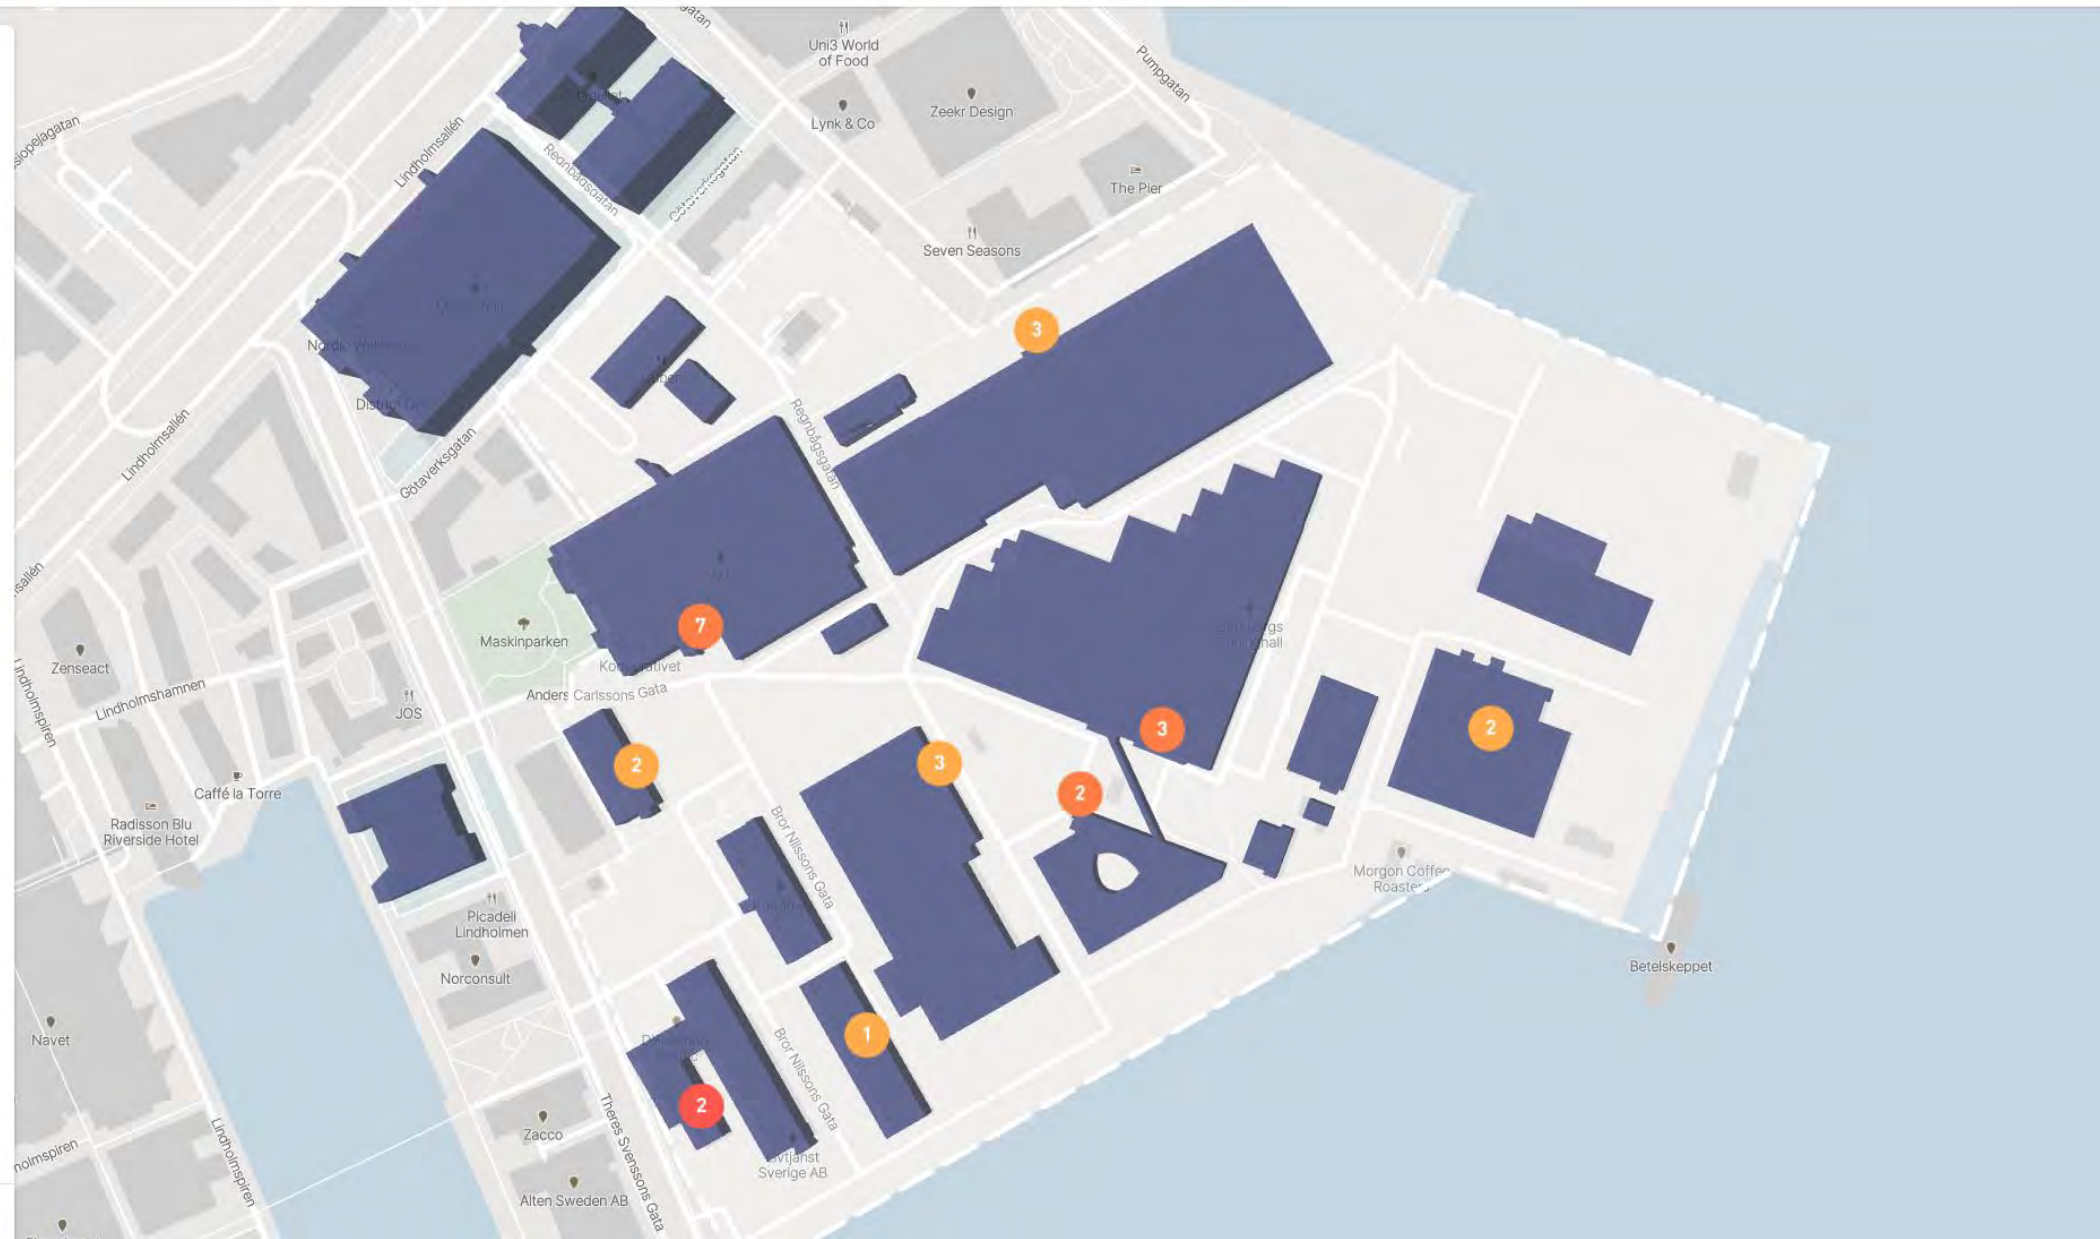 Uni3 World
of Food
Pumpgatan
Lynk & Co
Zeekr Design
Lindholmsallén
Regnbågsgatan
Götaverksgatan
The Pier
Seven Seasons
3
Lindholmsallén
Götaverksgatan
Regnbågsgatan
7
Maskinparken
Zenseact
Lindholmshamnen
JOS
Anders Carlssons Gata
Lindholmspiren
3
2
2
3
2
Caffé la Torre
Radisson Blu
Riverside Hotel
Bror Nilssons Gata
Morgon Coffee
Roasters
Picadeli
Lindholmen
Norconsult
Betelskeppet
Navet
1
Bror Nilssons Gata
2
Zacco
Theres Svenssons Gata
Lindholmspiren
Sverige AB
Alten Sweden AB